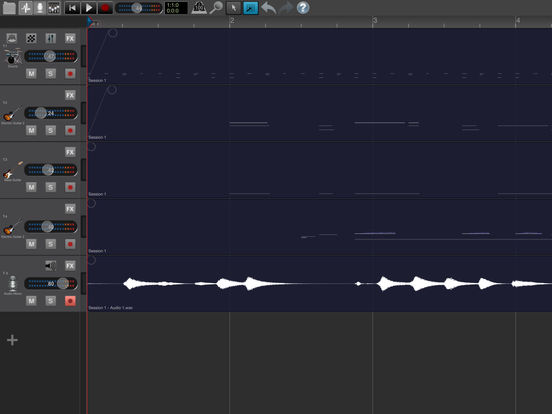 1:1:0
0:0:0
?
2
3
4
FX
M S
Session 1
FX
24
M S
Session 1
FX
M S
Session 1
FX
M S
Session 1
FX
80
M S
Session 1 - Audio 1.wav